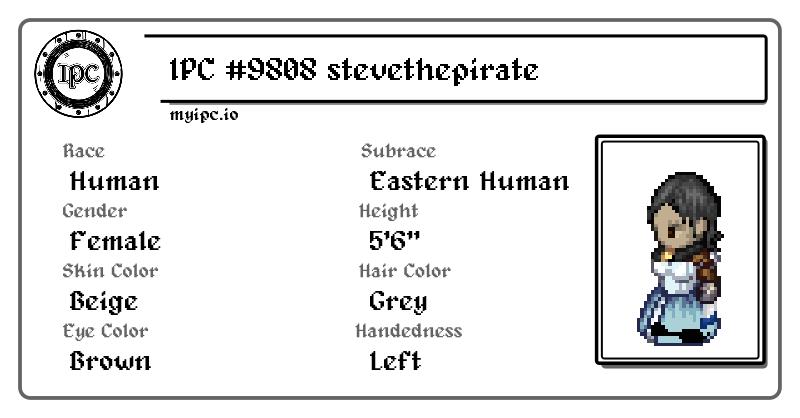 IPC
IPC #9808 stevethepirate
myipc.io
Race
Human
Subrace
Eastern Human
Gender
Female
Height
5'6"
Skin Color
Beige
Hair Color
Grey
Eye Color
Brown
Handedness
Left